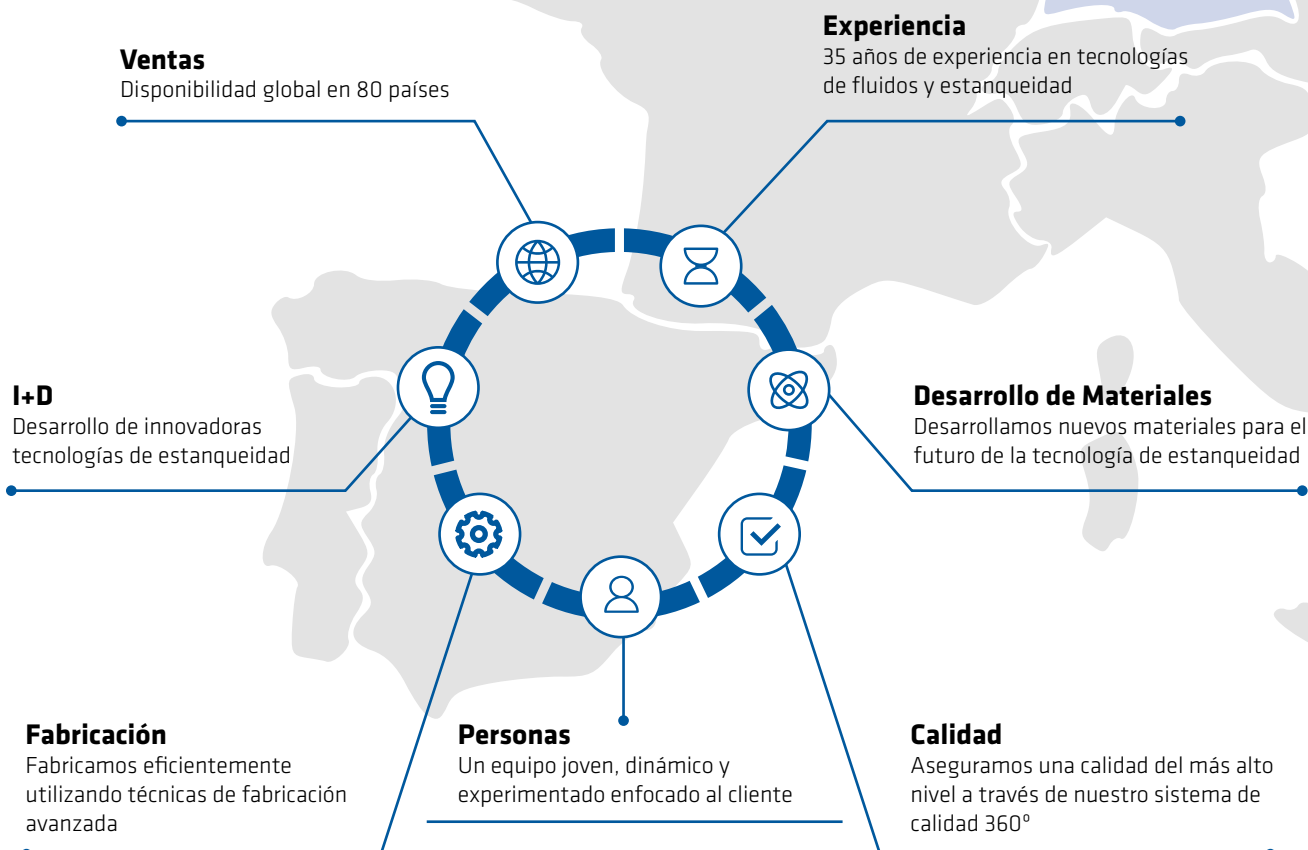 Ventas
Disponibilidad global en 80 países
Experiencia
35 años de experiencia en tecnologías
de fluidos y estanqueidad
I+D
Desarrollo de innovadoras
tecnologías de estanqueidad
Desarrollo de Materiales
Desarrollamos nuevos materiales para el
futuro de la tecnología de estanqueidad
Fabricación
Fabricamos eficientemente
utilizando técnicas de fabricación
avanzada
Personas
Un equipo joven, dinámico y
experimentado enfocado al cliente
Calidad
Aseguramos una calidad del más alto
nivel a través de nuestro sistema de
calidad 360º